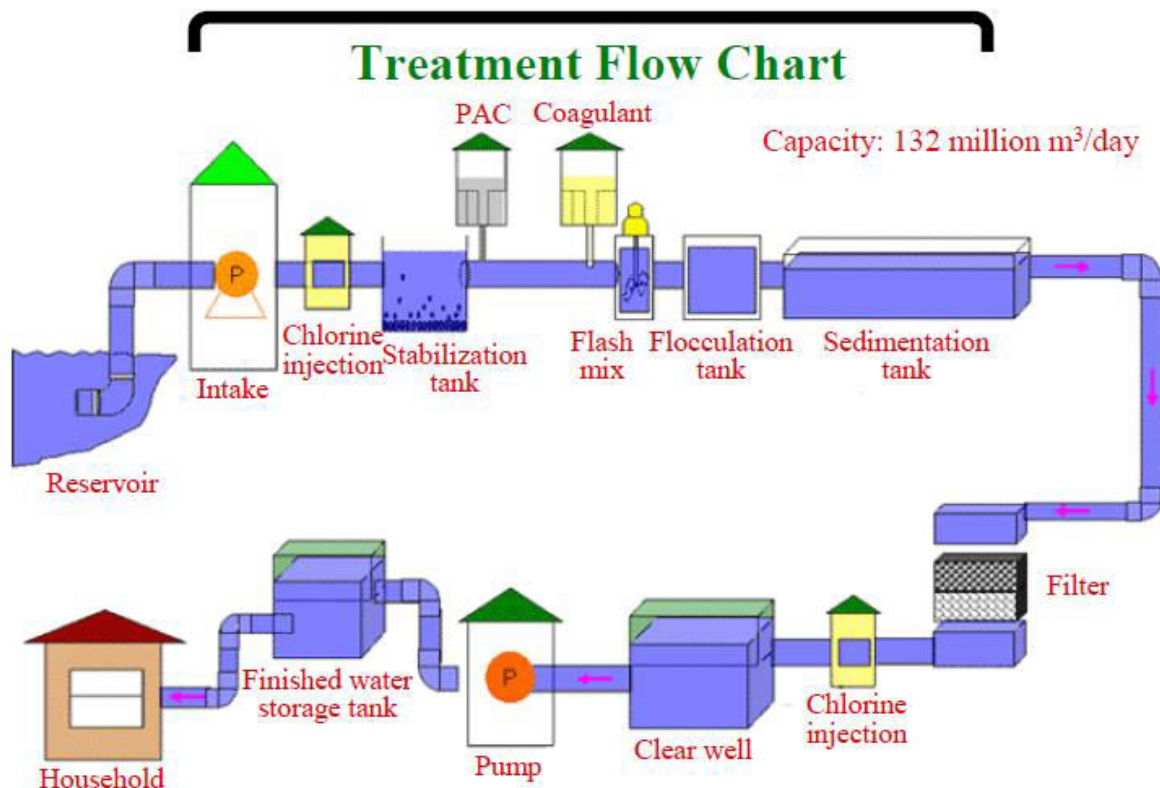 Treatment Flow Chart
PAC
Coagulant
Capacity: 132 million m³/day
P
Chlorine
injection
Stabilization
tank
Flash
mix
Flocculation
tank
Sedimentation
tank
Intake
Reservoir
Filter
P
Finished water
storage tank
Chlorine
injection
Clear well
Pump
Household